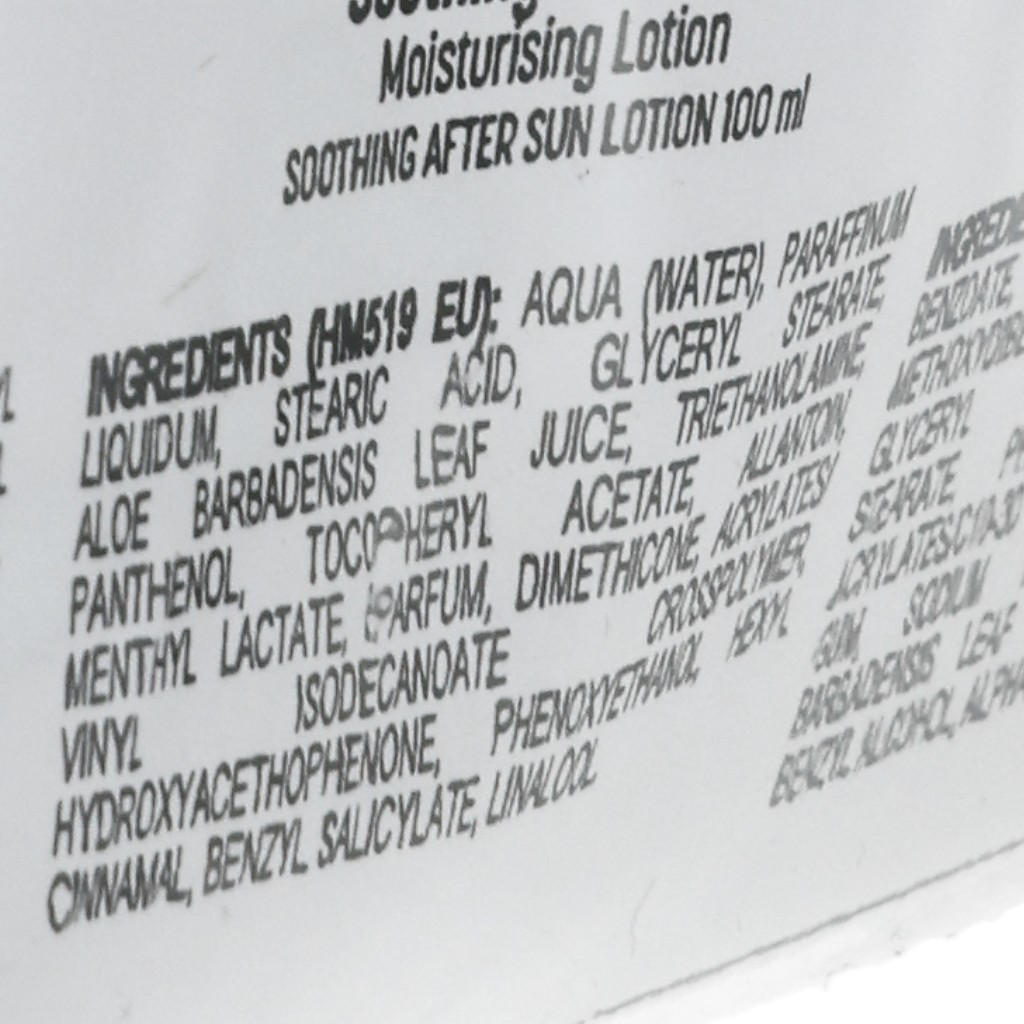 Soothing
Moisturising Lotion
SOOTHING AFTER SUN LOTION 100 ml
INGREDIENTS (HM519 EU): AQUA (WATER), PARAFFINUM
LIQUIDUM, STEARIC ACID, GLYCERYL STEARATE,
ALOE BARBADENSIS LEAF JUICE, TRIETHANOLAMINE,
PANTHENOL, TOCOPHERYL ACETATE, ALLANTOIN,
MENTHYL LACTATE, PARFUM, DIMETHICONE, ACRYLATES/
VINYL ISODECANOATE CROSSPOLYMER,
HYDROXYACETHOPHENONE, PHENOXYETHANOL, HEXYL
CINNAMAL, BENZYL SALICYLATE, LINALOOL
BENZOATE
GLYCERYL
STEARATE
GUM, SODIUM
BARBADENSIS LEAF
BENZYL ALCOHOL,